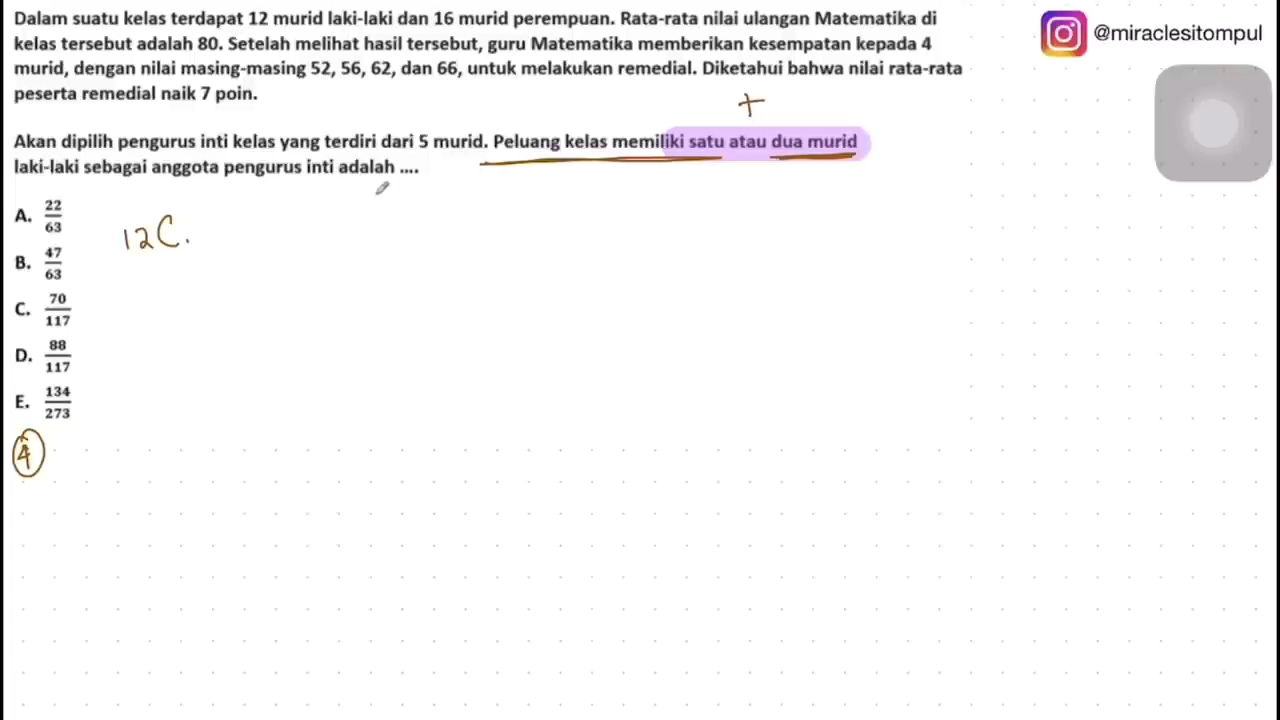 Dalam suatu kelas terdapat 12 murid laki-laki dan 16 murid perempuan. Rata-rata nilai ulangan Matematika di
kelas tersebut adalah 80. Setelah melihat hasil tersebut, guru Matematika memberikan kesempatan kepada 4
murid, dengan nilai masing-masing 52, 56, 62, dan 66, untuk melakukan remedial. Diketahui bahwa nilai rata-rata
peserta remedial naik 7 poin.
@miraclesitompul
+
Akan dipilih pengurus inti kelas yang terdiri dari 5 murid. Peluang kelas memiliki satu atau dua murid
laki-laki sebagai anggota pengurus inti adalah ....
A. 22/63
12C.
B. 47/63
C. 70/117
D. 88/117
E. 134/273
4